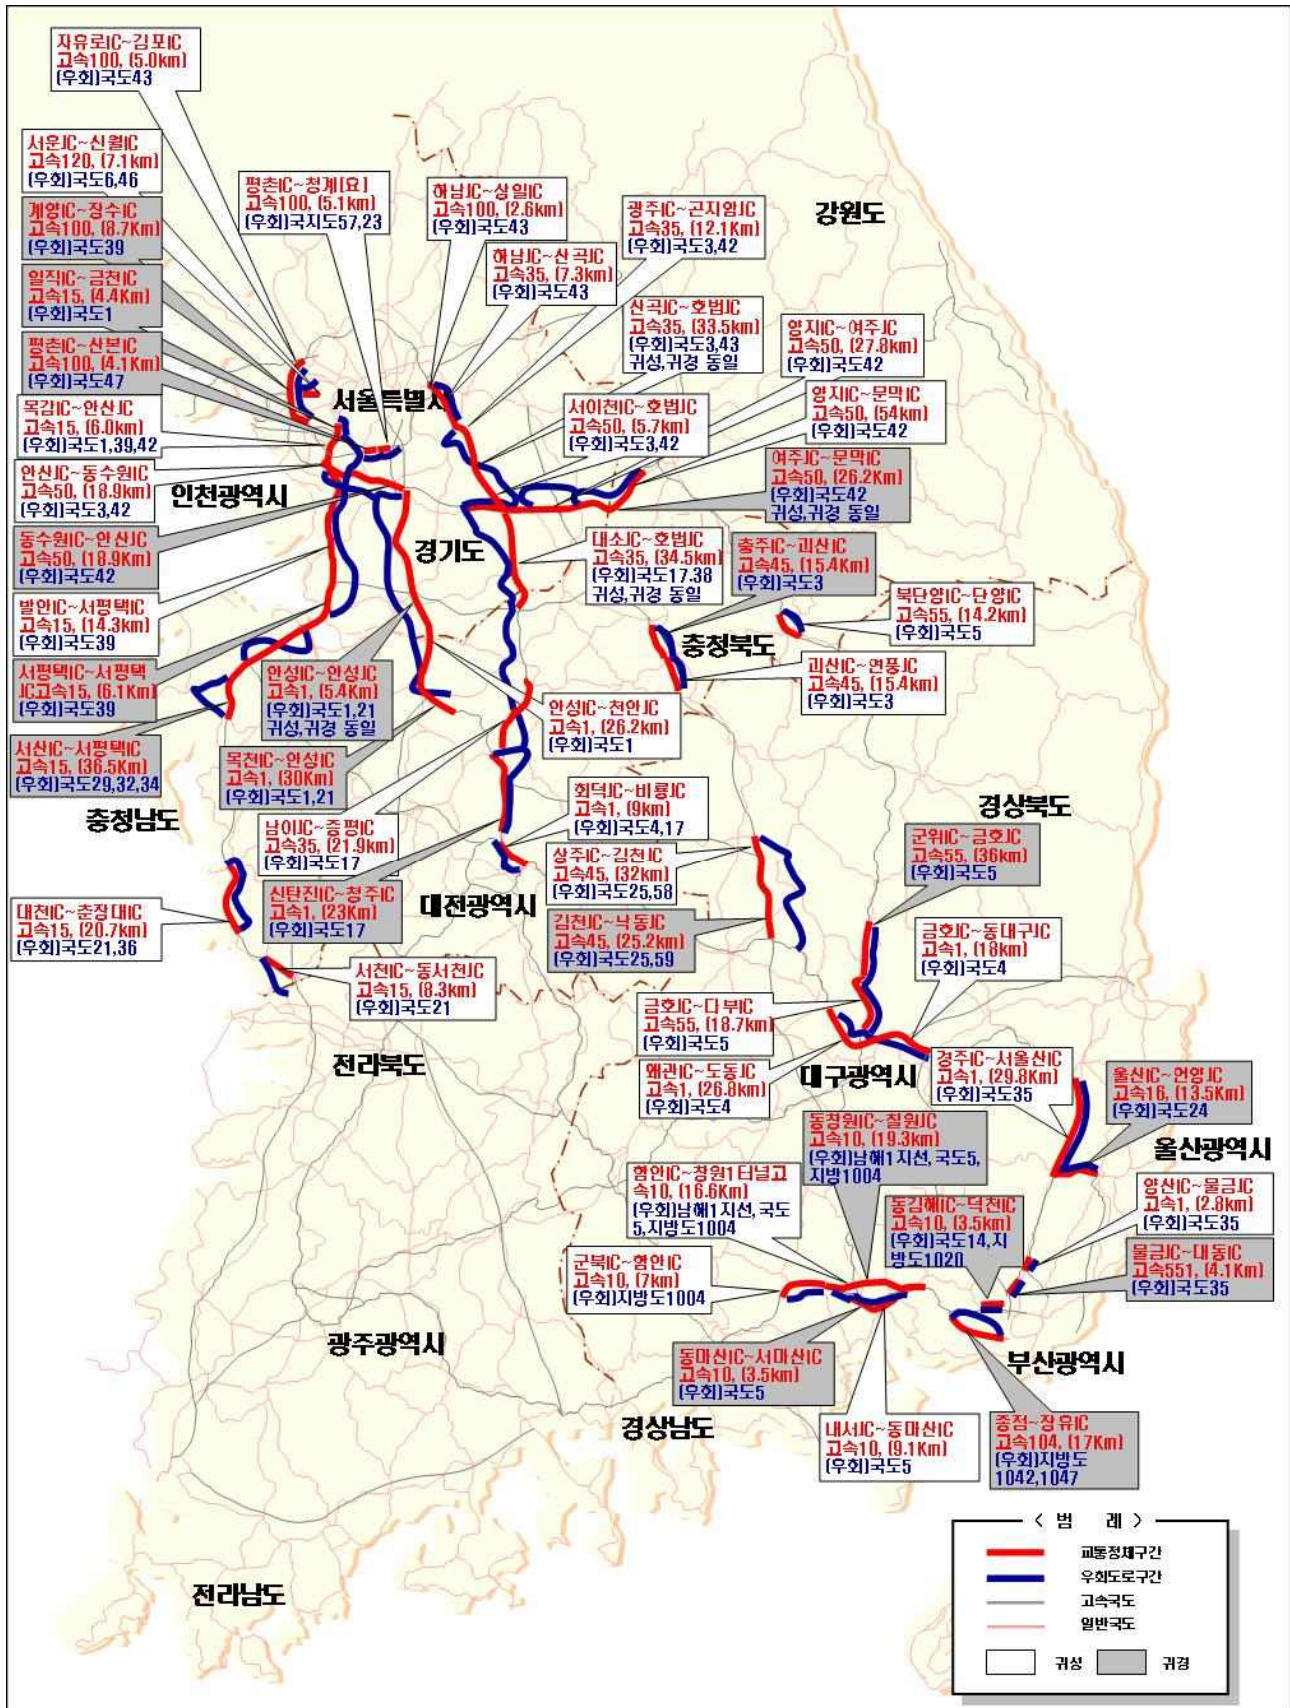 자유로IC~김포IC
고속100, (5.0km)
(우회)국도43
서운JC~신월IC
고속120, (7.1km)
(우회)국도6,46
계양IC~장수IC
고속100, (8.7km)
(우회)국도39
일직IC~금천IC
고속15, (4.4Km)
(우회)국도1
평촌IC~산본IC
고속100, (4.1Km)
(우회)국도47
목감IC~안산JC
고속15, (6.0km)
(우회)국도1,39,42
안산JC~동수원IC
고속50, (18.9km)
(우회)국도3,42
동수원IC~안산JC
고속50, (18.9km)
(우회)국도42
발안IC~서평택IC
고속15, (14.3km)
(우회)국도39
서평택IC~서평택
JC고속15, (6.1Km)
(우회)국도39
서산IC~서평택IC
고속15, (36.5Km)
(우회)국도29,32,34
평촌IC~청계[요]
고속100, (5.1km)
(우회)국지도57,23
하남JC~상일IC
고속100, (2.6km)
(우회)국도43
하남JC~산곡IC
고속35, (7.3km)
(우회)국도43
광주IC~곤지암IC
고속35, (12.1Km)
(우회)국도3,42
산곡IC~호법JC
고속35, (33.5km)
(우회)국도3,43
귀성,귀경 동일
양지IC~여주JC
고속50, (27.8km)
(우회)국도42
서이천IC~호법JC
고속50, (5.7km)
(우회)국도3,42
양지IC~문막IC
고속50, (54km)
(우회)국도42
여주JC~문막IC
고속50, (26.2km)
(우회)국도42
귀성,귀경 동일
대소IC~호법JC
고속35, (34.5km)
(우회)국도17.38
귀성,귀경 동일
충주IC~괴산IC
고속45, (15.4Km)
(우회)국도3
북단양IC~단양IC
고속55, (14.2km)
(우회)국도5
괴산IC~연풍IC
고속45, (15.4km)
(우회)국도3
안성IC~안성JC
고속1, (5.4Km)
(우회)국도1,21
귀성,귀경 동일
안성IC~천안IC
고속1, (26.2km)
(우회)국도1
목천IC~안성IC
고속1, (30Km)
(우회)국도1,21
남이JC~증평IC
고속35, (21.9km)
(우회)국도17
회덕JC~비룡JC
고속1, (9km)
(우회)국도4,17
신탄진IC~청주IC
고속1, (23Km)
(우회)국도17
상주IC~김천JC
고속45, (32km)
(우회)국도25,58
김천JC~낙동JC
고속45, (25.2km)
(우회)국도25,59
군위IC~금호JC
고속55, (36km)
(우회)국도5
금호JC~동대구JC
고속1, (18km)
(우회)국도4
금호JC~다부IC
고속55, (18.7km)
(우회)국도5
왜관IC~도동JC
고속1, (26.8km)
(우회)국도4
경주IC~서울산IC
고속1, (29.8Km)
(우회)국도35
울산IC~언양JC
고속16, (13.5Km)
(우회)국도24
대천IC~춘장대IC
고속15, (20.7km)
(우회)국도21,36
서천IC~동서천JC
고속15, (8.3km)
(우회)국도21
동창원IC~칠원JC
고속10, (19.3km)
(우회)남해1지선, 국도5,
지방1004
함안IC~창원1터널고
속10, (16.6Km)
(우회)남해1지선, 국도
5,지방도1004
양산IC~물금JC
고속1, (2.8km)
(우회)국도35
동김해IC~덕천IC
고속10, (3.5km)
(우회)국도14,지
방도1020
물금JC~대동IC
고속551, (4.1Km)
(우회)국도35
군북IC~함안IC
고속10, (7km)
(우회)지방도1004
동마산IC~서마산IC
고속10, (3.5km)
(우회)국도5
내서JC~동마산IC
고속10, (9.1Km)
(우회)국도5
종점~장유IC
고속104, (17Km)
(우회)지방도
1042,1047
강원도
서울특별시
인천광역시
경기도
충청북도
충청남도
경상북도
대전광역시
전라북도
대구광역시
울산광역시
광주광역시
부산광역시
경상남도
전라남도
< 범 례 >
교통정체구간
우회도로구간
고속국도
일반국도
귀성
귀경